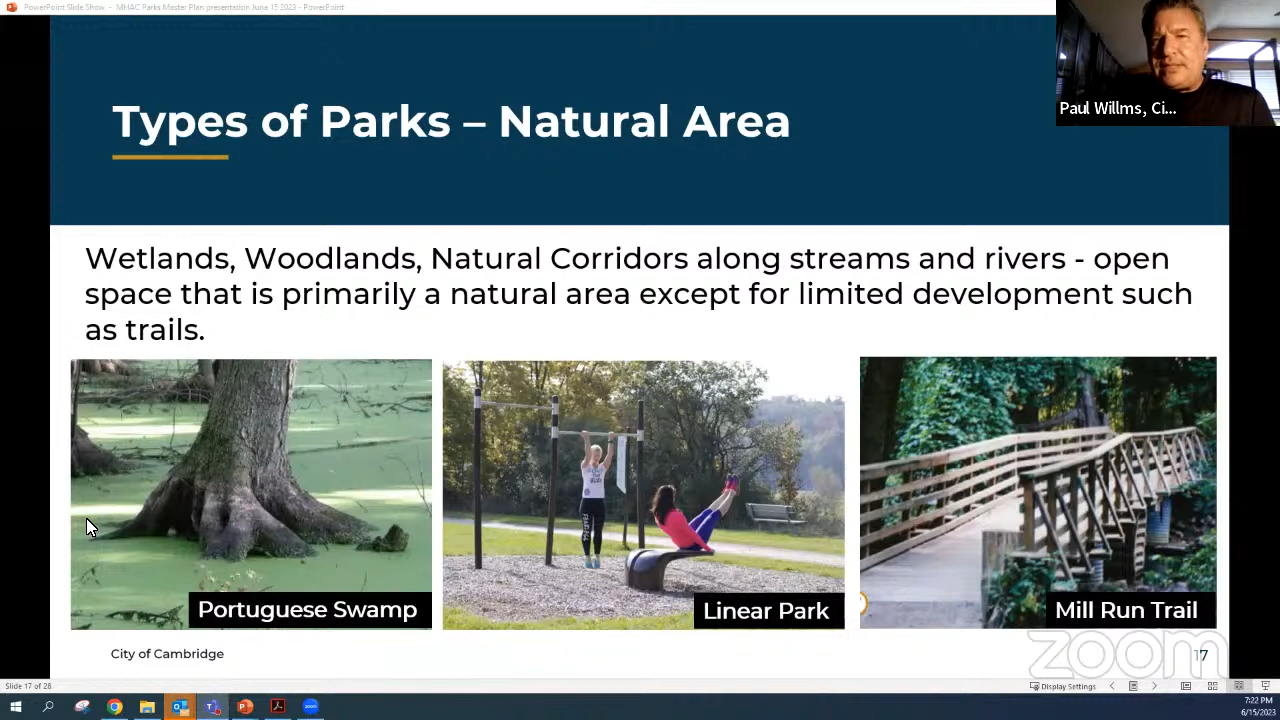 PowerPoint Slide Show - MHAC Parks Master Plan presentation June 15 2023 - PowerPoint
Paul Willms, Ci...
Types of Parks – Natural Area
Wetlands, Woodlands, Natural Corridors along streams and rivers - open
space that is primarily a natural area except for limited development such
as trails.
Portuguese Swamp
Linear Park
Mill Run Trail
City of Cambridge
17
zoom
Slide 17 of 28
Display Settings
7:22 PM
6/15/2023